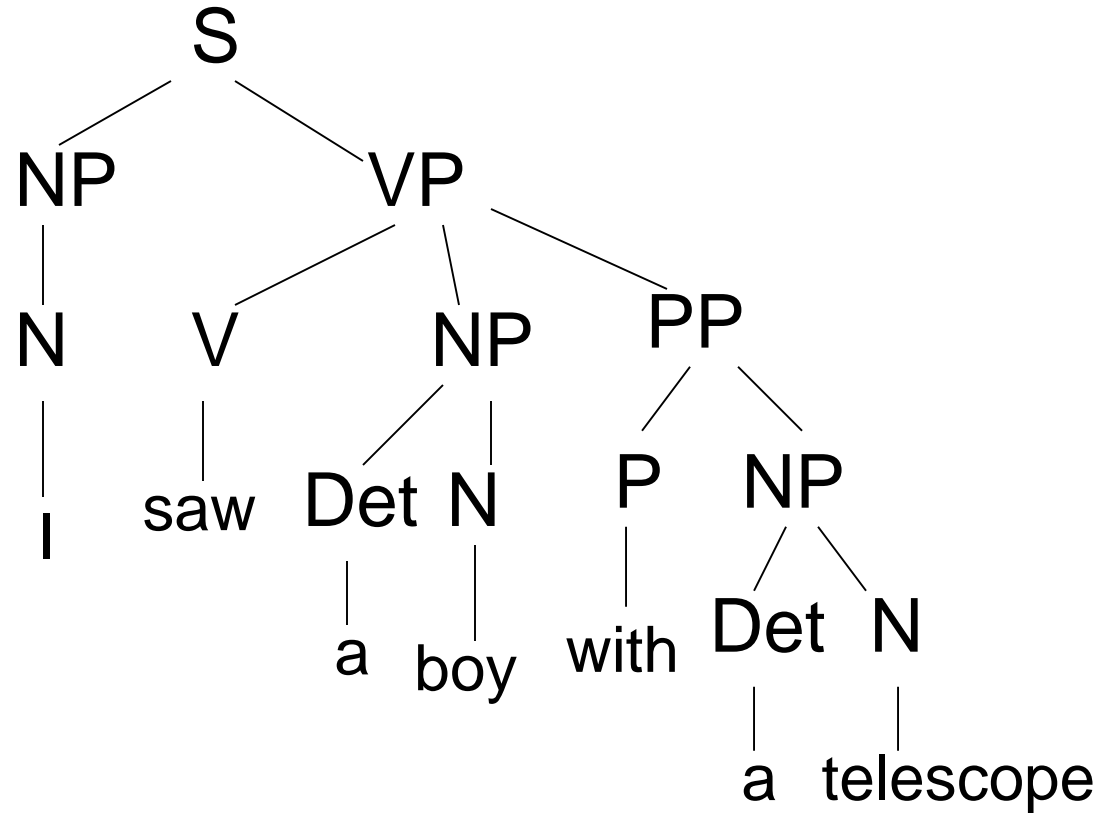 S
NP VP
N V NP PP
I saw Det N P NP
a boy with Det N
a telescope